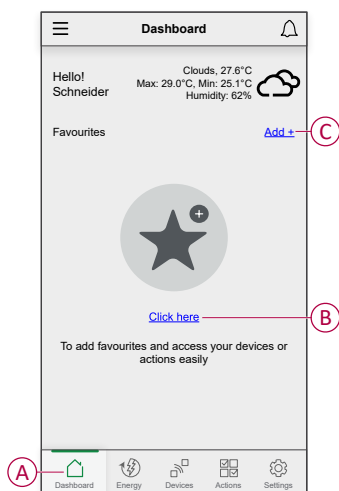 Dashboard
Hello!
Schneider
Clouds, 27.6°C
Max: 29.0°C, Min: 25.1°C
Humidity: 62%
Favourites
Add +
C
Click here
B
To add favourites and access your devices or
actions easily
A
Dashboard Energy Devices Actions Settings